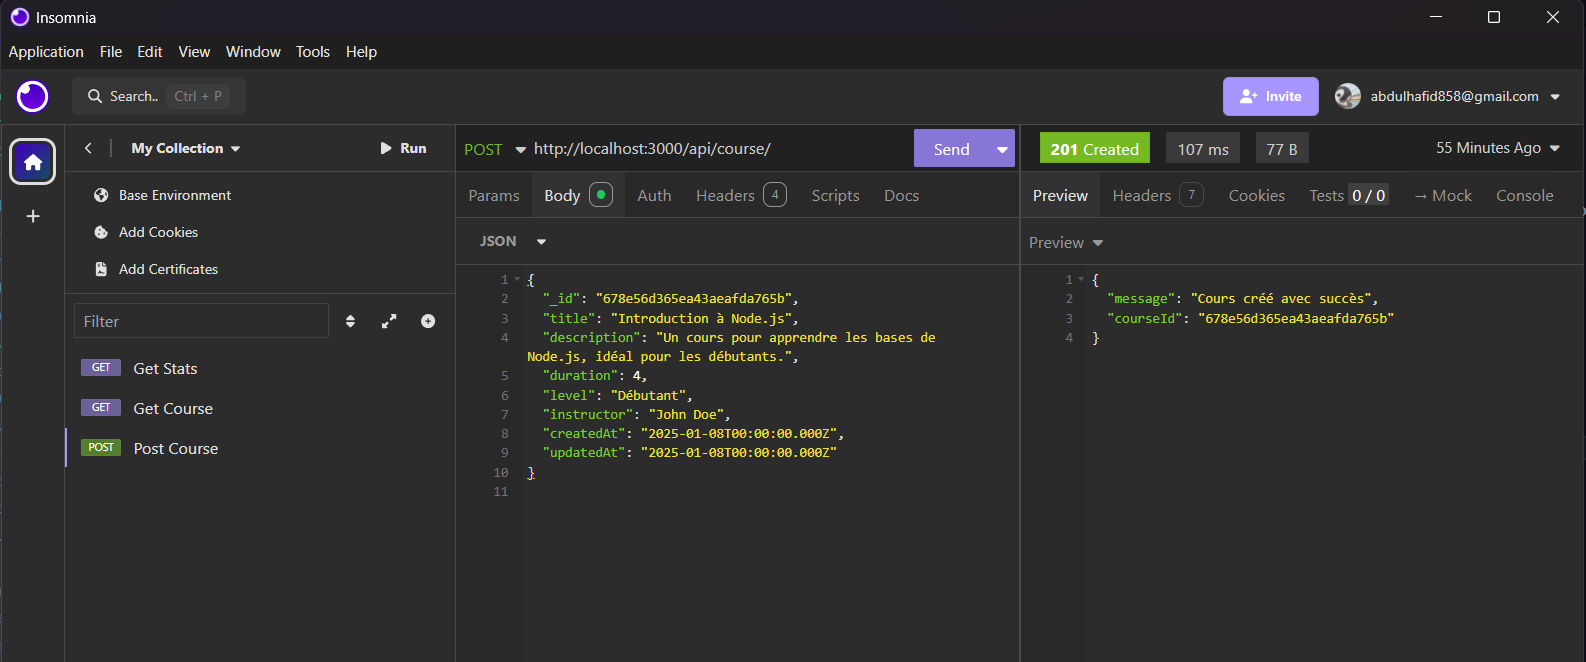 Insomnia
Application File Edit View Window Tools Help
Search.. Ctrl + P
Invite
abdulhafid858@gmail.com
My Collection
Run
Base Environment
Add Cookies
Add Certificates
Filter
GET Get Stats
GET Get Course
POST Post Course
POST http://localhost:3000/api/course/
Send
Params Body Auth Headers 4 Scripts Docs
JSON
1 {
2 "_id": "678e56d365ea43aeafda765b",
3 "title": "Introduction à Node.js",
4 "description": "Un cours pour apprendre les bases de
Node.js, idéal pour les débutants.",
5 "duration": 4,
6 "level": "Débutant",
7 "instructor": "John Doe",
8 "createdAt": "2025-01-08T00:00:00.000Z",
9 "updatedAt": "2025-01-08T00:00:00.000Z"
10 }
11
201 Created 107 ms 77 B 55 Minutes Ago
Preview Headers 7 Cookies Tests 0 / 0 → Mock Console
Preview
1 {
2 "message": "Cours créé avec succès",
3 "courseId": "678e56d365ea43aeafda765b"
4 }